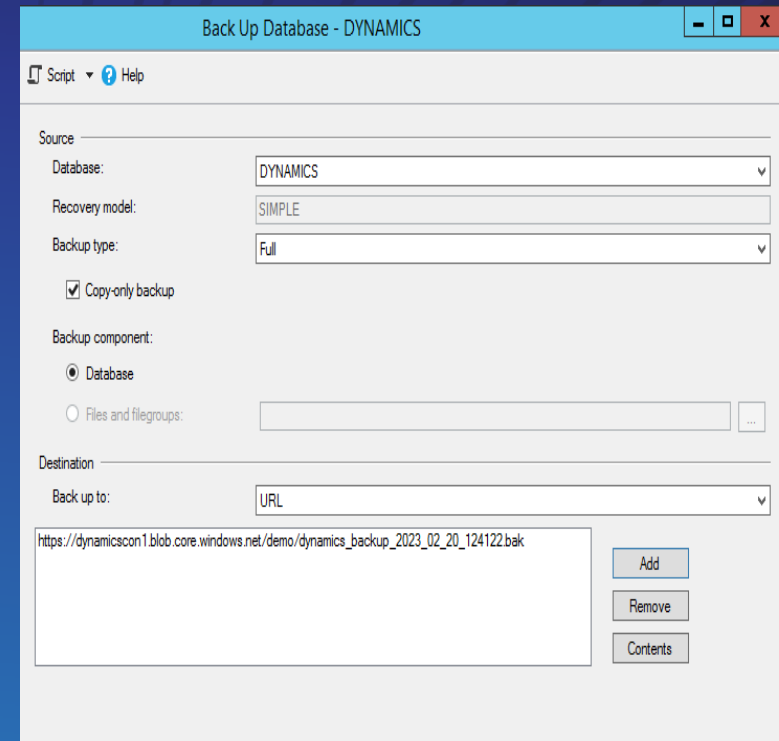 Back Up Database - DYNAMICS
Script Help
Source
Database: DYNAMICS
Recovery model: SIMPLE
Backup type: Full
Copy-only backup
Backup component:
Database
Files and filegroups: ...
Destination
Back up to: URL
https://dynamicscon1.blob.core.windows.net/demo/dynamics_backup_2023_02_20_124122.bak
Add
Remove
Contents